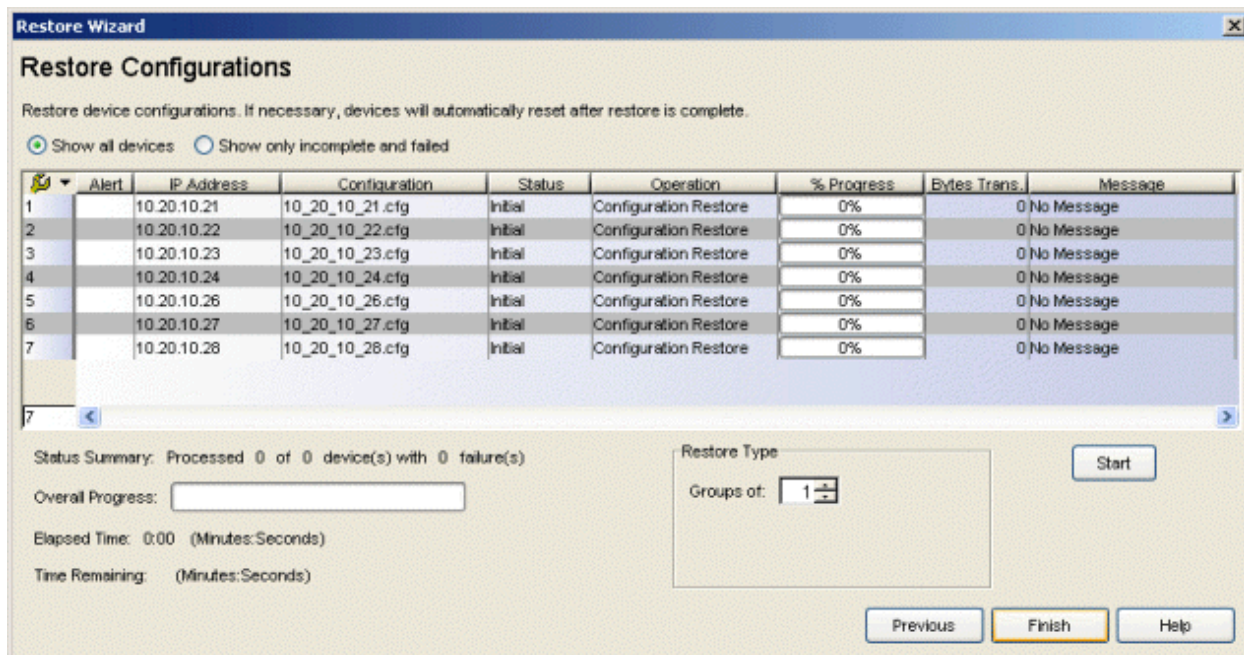 Restore Wizard
Restore Configurations
Restore device configurations. If necessary, devices will automatically reset after restore is complete.
Show all devices Show only incomplete and failed
Alert IP Address Configuration Status Operation % Progress Bytes Trans. Message
1 10.20.10.21 10_20_10_21.cfg Initial Configuration Restore 0% 0 No Message
2 10.20.10.22 10_20_10_22.cfg Initial Configuration Restore 0% 0 No Message
3 10.20.10.23 10_20_10_23.cfg Initial Configuration Restore 0% 0 No Message
4 10.20.10.24 10_20_10_24.cfg Initial Configuration Restore 0% 0 No Message
5 10.20.10.26 10_20_10_26.cfg Initial Configuration Restore 0% 0 No Message
6 10.20.10.27 10_20_10_27.cfg Initial Configuration Restore 0% 0 No Message
7 10.20.10.28 10_20_10_28.cfg Initial Configuration Restore 0% 0 No Message
7
Status Summary: Processed 0 of 0 device(s) with 0 failure(s)
Overall Progress:
Elapsed Time: 0:00 (Minutes:Seconds)
Time Remaining: (Minutes:Seconds)
Restore Type
Groups of: 1
Start
Previous Finish Help